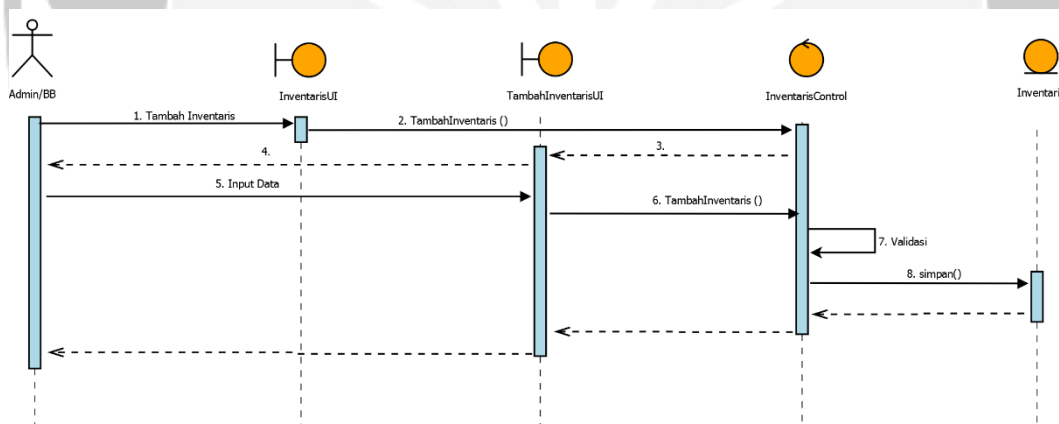 Admin/BB
InventarisUI
TambahInventarisUI
InventarisControl
Inventaris
1. Tambah Inventaris
2. TambahInventaris ()
3.
4.
5. Input Data
6. TambahInventaris ()
7. Validasi
8. simpan()